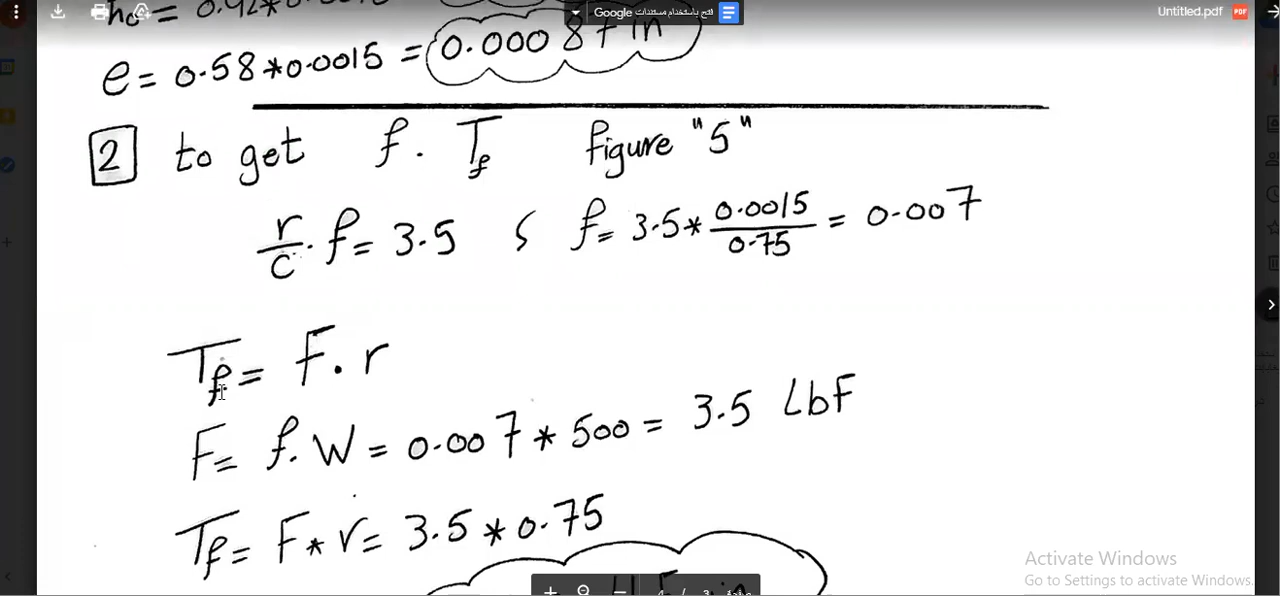 Google فتح باستخدام مستندات
Untitled.pdf PDF
e = 0.58*0.0015 = 0.0008 7 in
2 to get f . Tf figure "5"
r/c . f = 3.5 ⸲ f = 3.5* 0.0015/0.75 = 0.007
Tf = F . r
F = f . W = 0.007 * 500 = 3.5 LbF
Tf = F * r = 3.5 * 0.75
Activate Windows
Go to Settings to activate Windows.